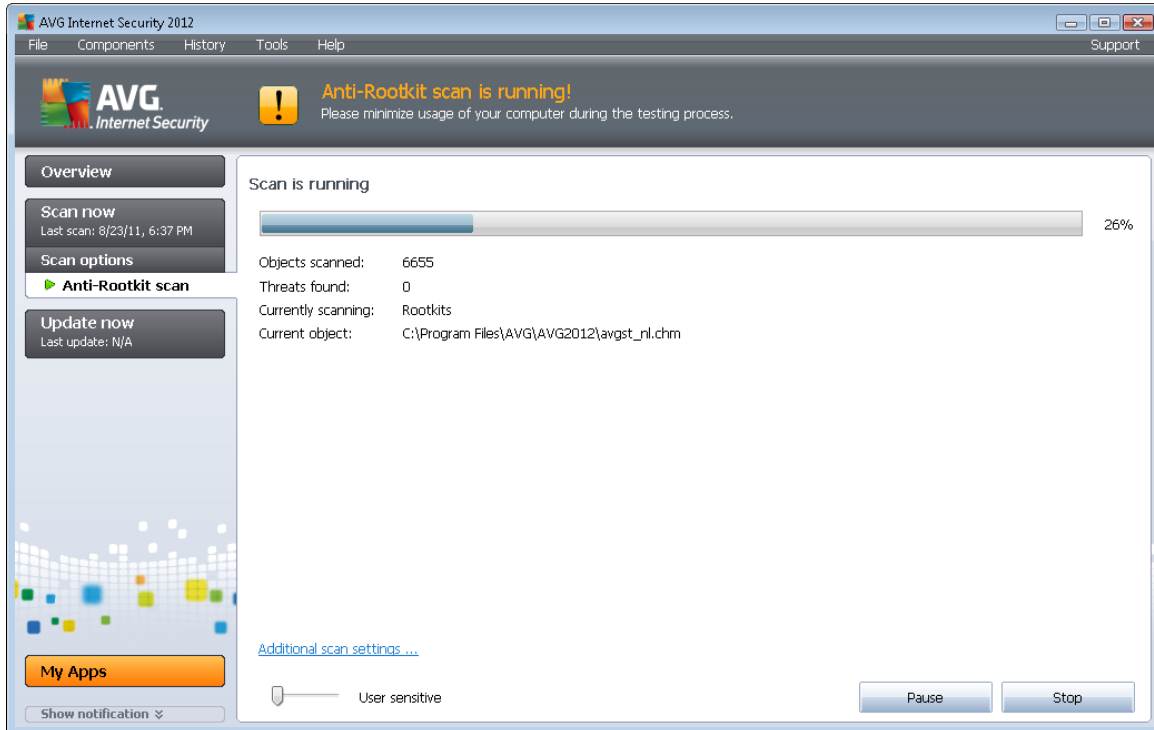 AVG Internet Security 2012
File Components History Tools Help Support
AVG.
Internet Security
Anti-Rootkit scan is running!
Please minimize usage of your computer during the testing process.
Overview
Scan now
Last scan: 8/23/11, 6:37 PM
Scan options
Anti-Rootkit scan
Update now
Last update: N/A
My Apps
Show notification
Scan is running
26%
Objects scanned: 6655
Threats found: 0
Currently scanning: Rootkits
Current object: C:\Program Files\AVG\AVG2012\avgst_nl.chm
Additional scan settings ...
User sensitive
Pause Stop